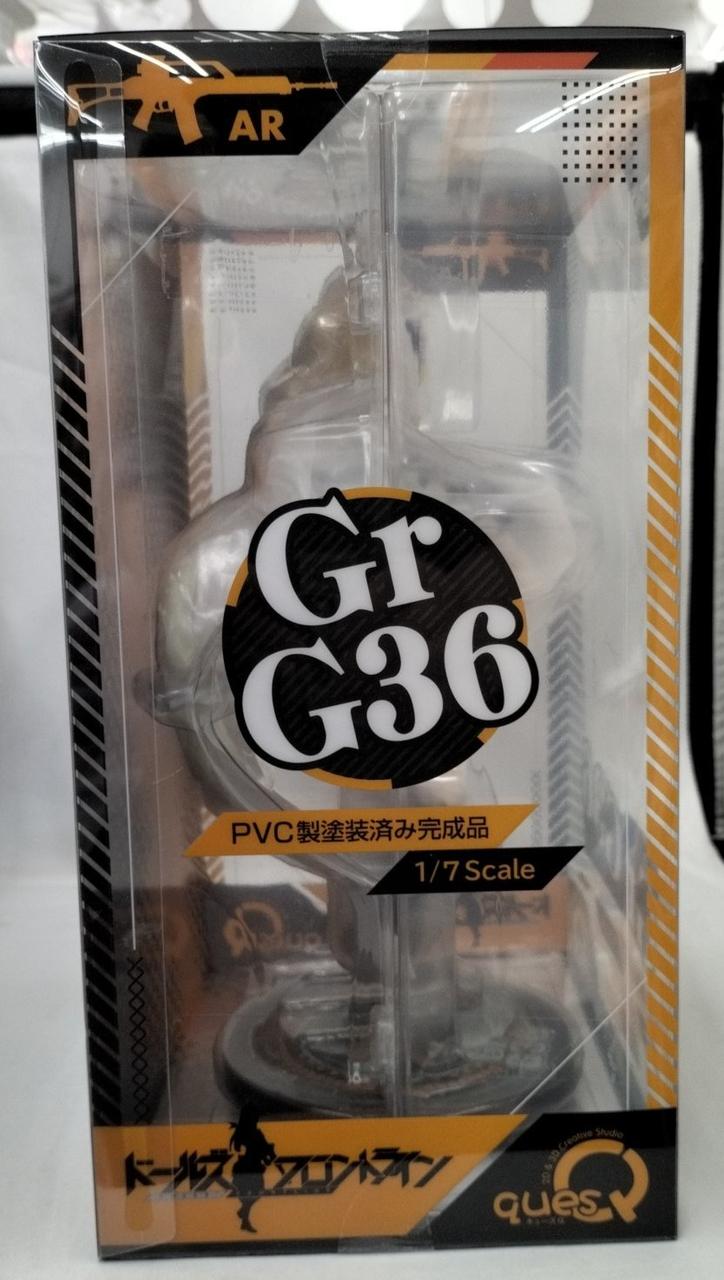 AR
Gr
G36
PVC製塗装済み完成品
1/7 Scale
ドールズフロントライン
2D & 3D Creative Studio
quesQ
キューズQ